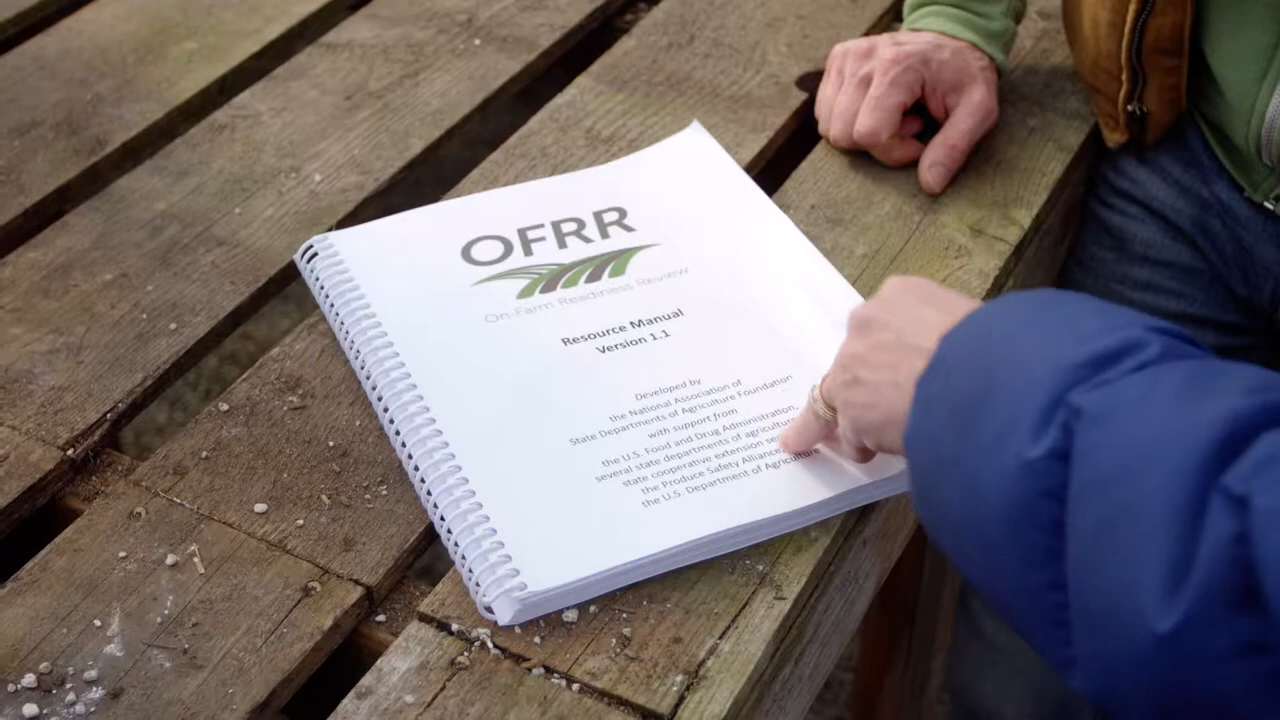 OFRR
On-Farm Readiness Review
Resource Manual
Version 1.1
Developed by
the National Association of
State Departments of Agriculture Foundation
with support from
the U.S. Food and Drug Administration,
several state departments of agriculture
state cooperative extension
the Produce Safety Alliance,
the U.S. Department of Agriculture